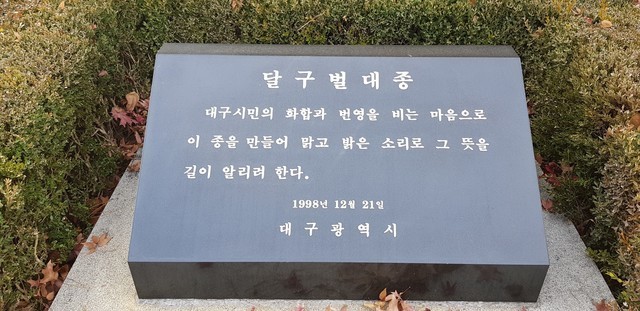 달구벌대종
대구시민의 화합과 번영을 비는 마음으로
이 종을 만들어 맑고 밝은 소리로 그 뜻을
길이 알리려 한다.
1998년 12월 21일
대구광역시